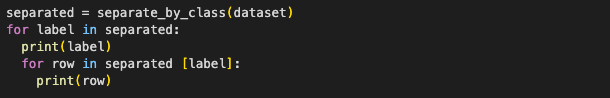 separated = separate_by_class(dataset)
for label in separated:
  print(label)
  for row in separated [label]:
    print(row)